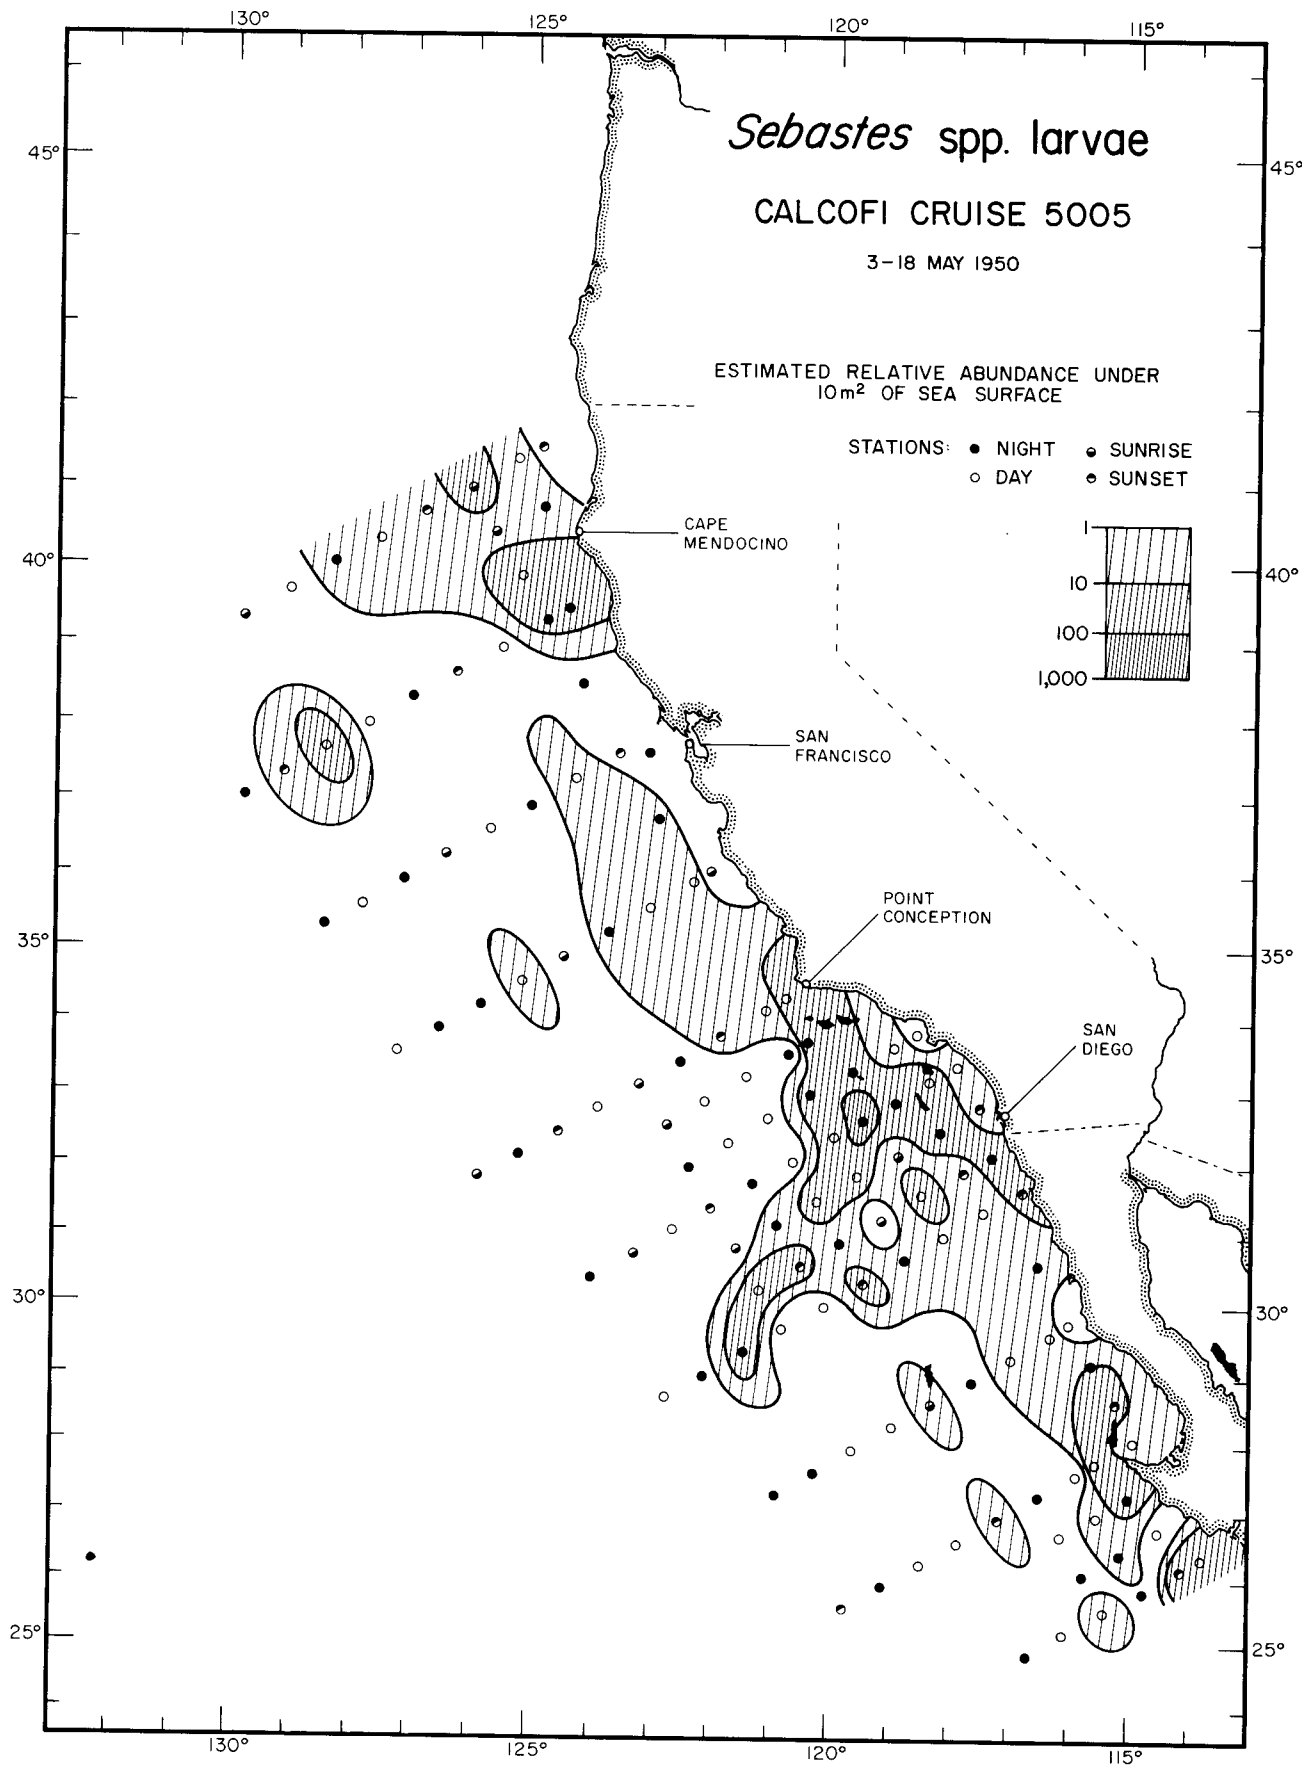 130° 125° 120° 115°
Sebastes spp. larvae
45° 45°
CALCOFI CRUISE 5005
3–18 MAY 1950
ESTIMATED RELATIVE ABUNDANCE UNDER
10m² OF SEA SURFACE
STATIONS: ● NIGHT SUNRISE
○ DAY SUNSET
CAPE
MENDOCINO
1
10
100
1,000
40° 40°
SAN
FRANCISCO
POINT
CONCEPTION
35° 35°
SAN
DIEGO
30° 30°
25° 25°
130° 125° 120° 115°